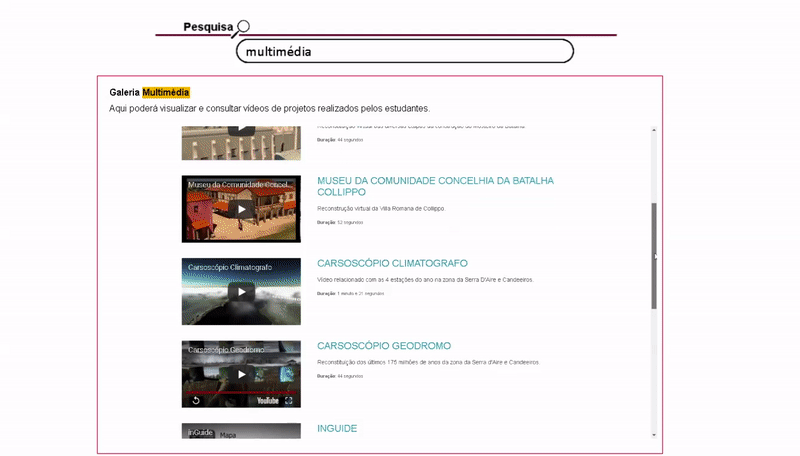 Pesquisa
multimédia
Galeria Multimédia
Aqui poderá visualizar e consultar vídeos de projetos realizados pelos estudantes.
Duração: 44 segundos
Museu da Comunidade Concel...
MUSEU DA COMUNIDADE CONCELHIA DA BATALHA
COLLIPPO
Reconstrução virtual da Villa Romana de Collippo
Duração: 52 segundos
Carsoscópio Climatografo
CARSOSCÓPIO CLIMATOGRAFO
Vídeo relacionado com as 4 estações do ano na zona da Serra D'Aire e Candeeiros.
Duração: 1 minuto e 21 segundos
Carsoscópio Geodromo
YouTube
CARSOSCÓPIO GEODROMO
Reconstituição dos últimos 175 milhões de anos da zona da Serra d'Aire e Candeeiros.
Duração: 44 segundos
inGuide
Mapa
INGUIDE